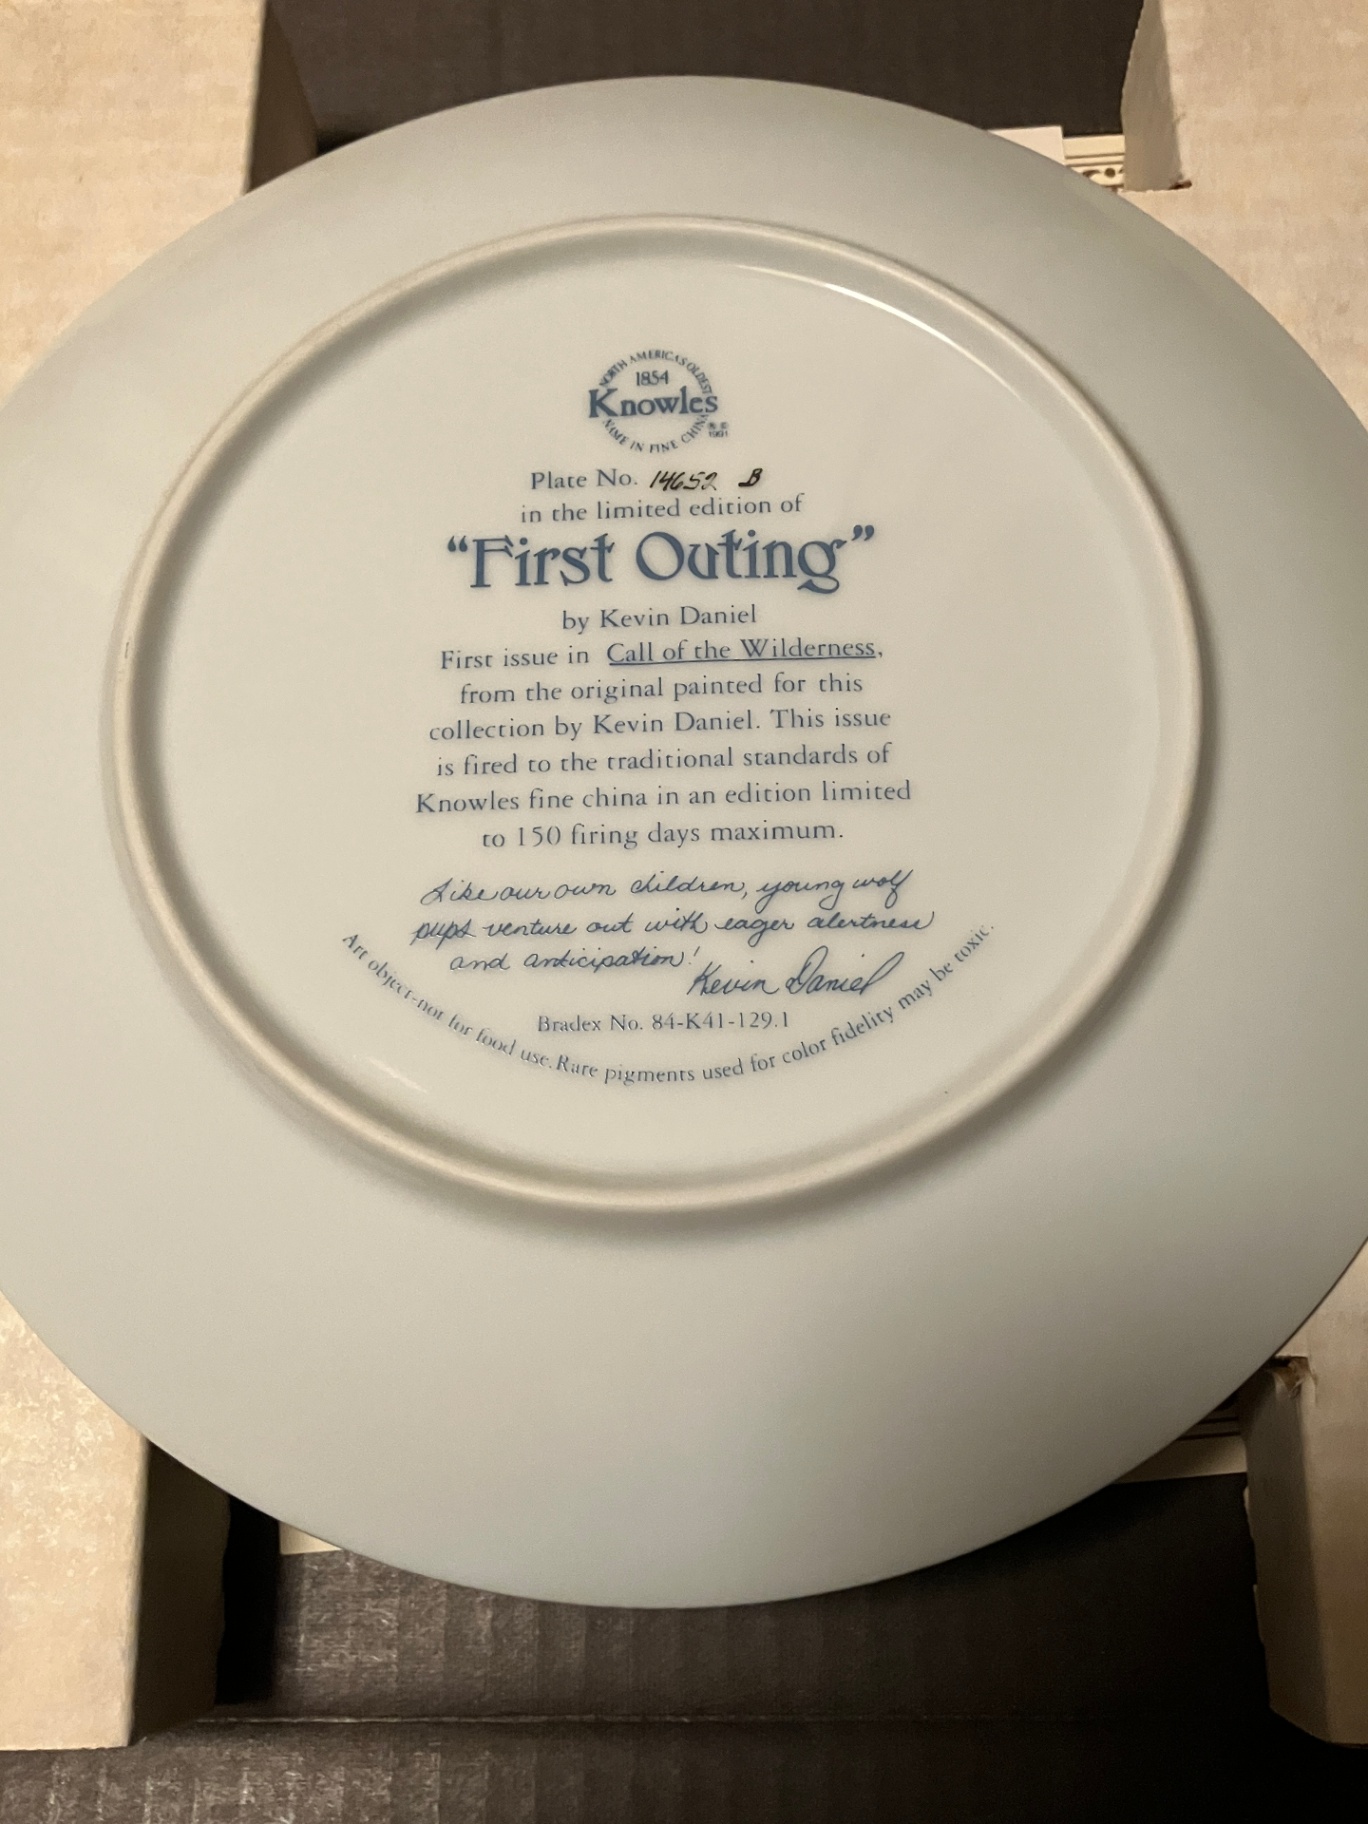 NORTH AMERICA'S OLDEST
1854
Knowles
NAME IN FINE CHINA
® © 1991
Plate No. 14652 B
in the limited edition of
“First Outing”
by Kevin Daniel
First issue in Call of the Wilderness,
from the original painted for this
collection by Kevin Daniel. This issue
is fired to the traditional standards of
Knowles fine china in an edition limited
to 150 firing days maximum.
Like our own children, young wolf
pups venture out with eager alertness
and anticipation!
Kevin Daniel
Bradex No. 84-K41-129.1
Art object-not for food use. Rare pigments used for color fidelity may be toxic.